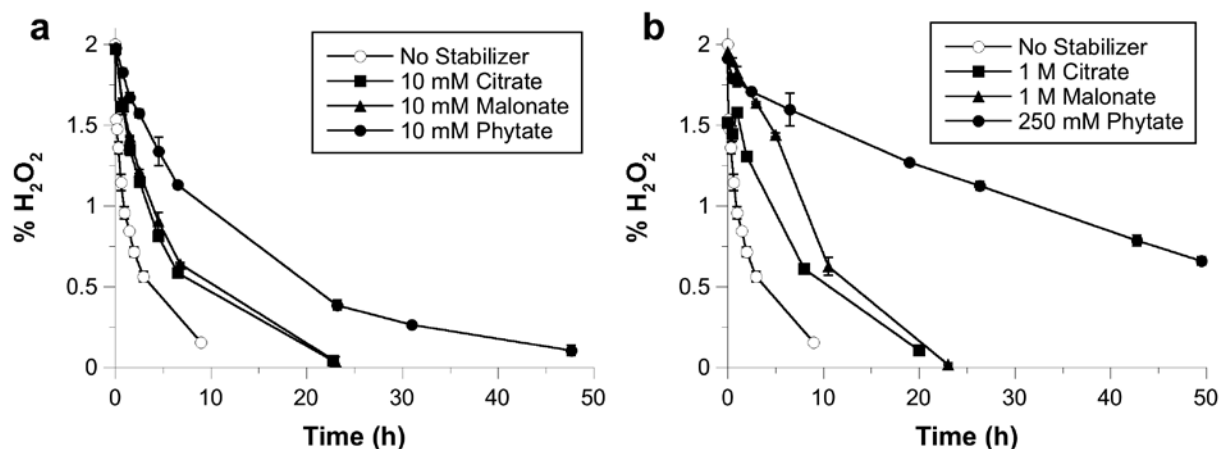 a
No Stabilizer
10 mM Citrate
10 mM Malonate
10 mM Phytate
2
1.5
1
0.5
0
% H₂O₂
0 10 20 30 40 50
Time (h)
b
No Stabilizer
1 M Citrate
1 M Malonate
250 mM Phytate
2
1.5
1
0.5
0
% H₂O₂
0 10 20 30 40 50
Time (h)